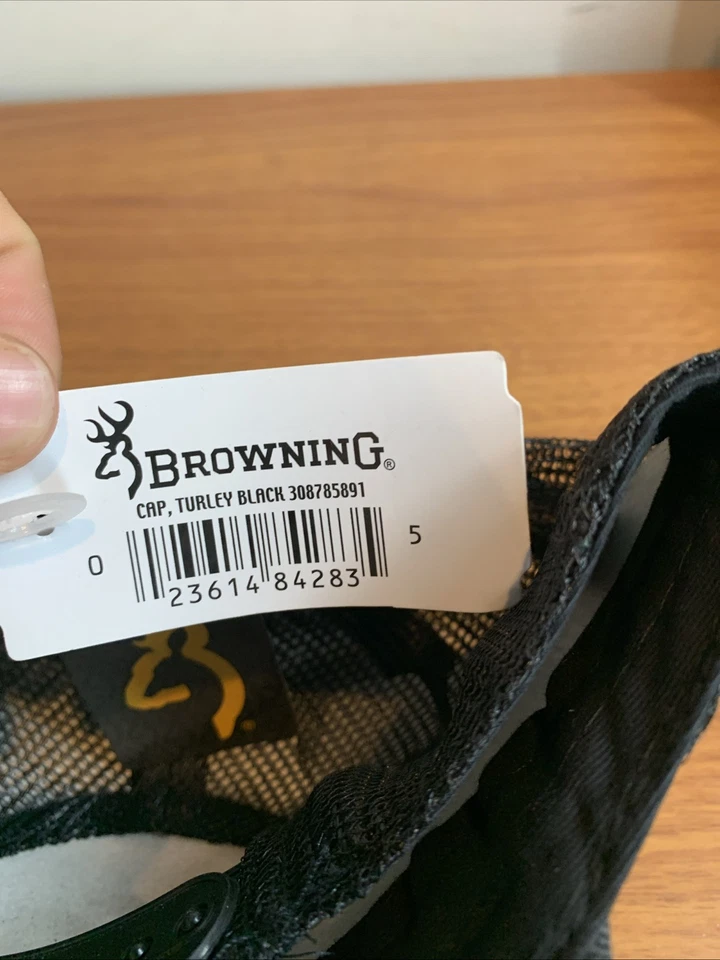 BROWNING®
CAP, TURLEY BLACK 308785891
0 23614 84283 5
®